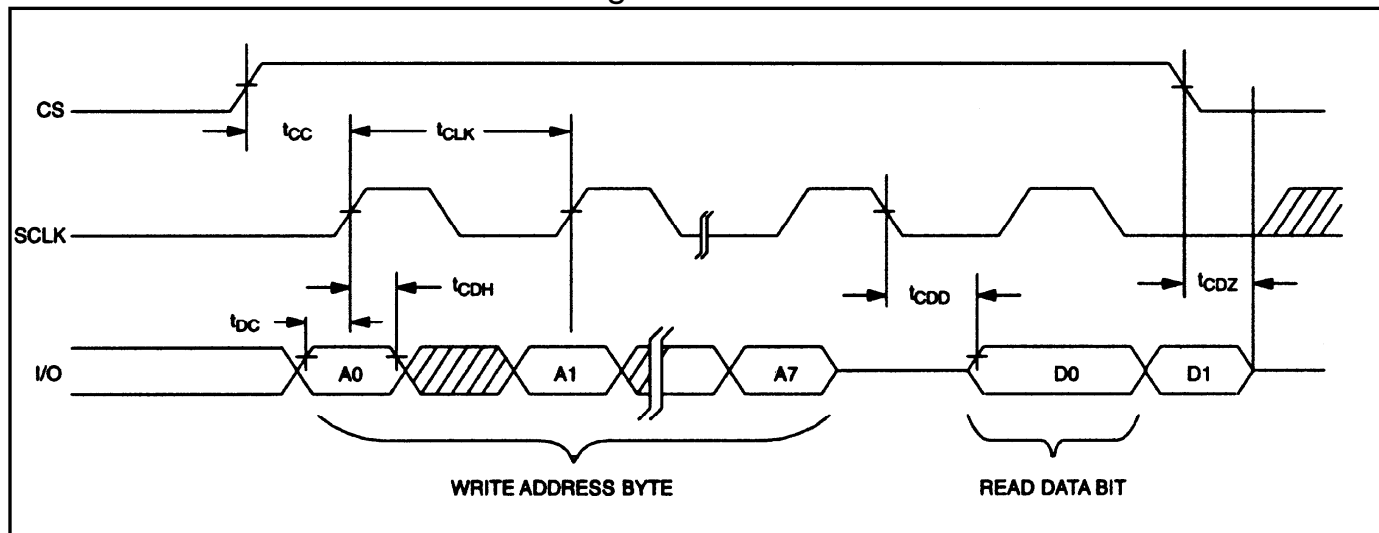 CS
tCC
tCLK
SCLK
tCDH
tCDD
tCDZ
tDC
I/O
A0
A1
A7
D0
D1
WRITE ADDRESS BYTE
READ DATA BIT